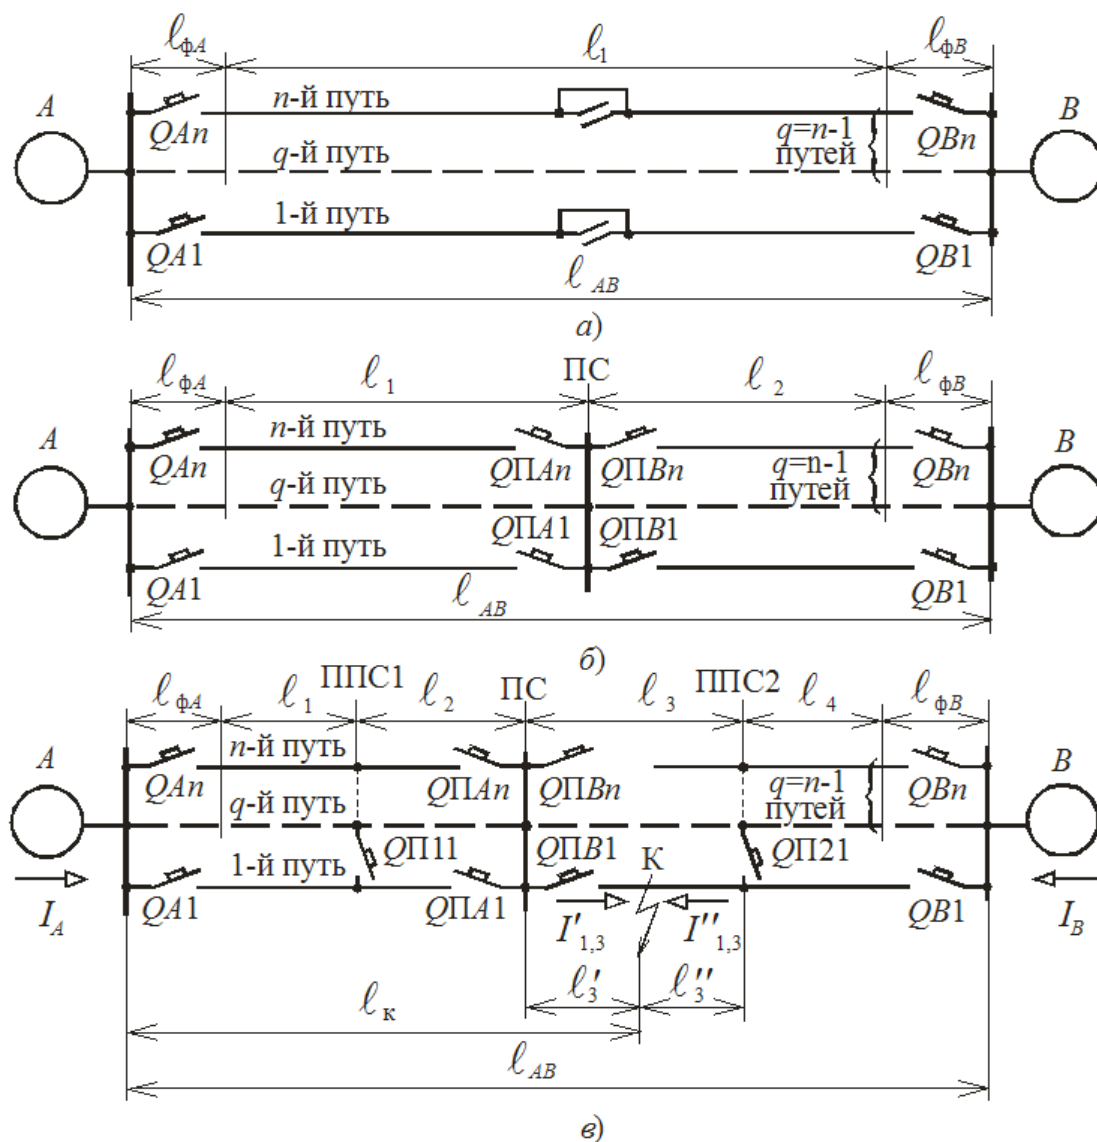 ℓфA ℓ1 ℓфB
A n-й путь B
QAn q=n-1 QBn
q-й путь путей
1-й путь
QA1 QB1
ℓAB
а)
ПС
ℓфA ℓ1 ℓ2 ℓфB
A n-й путь B
QAn QПAn QПBn q=n-1 QBn
q-й путь путей
QПA1 QПB1
1-й путь
QA1 QB1
ℓAB
б)
ППС1 ПС ППС2
ℓфA ℓ1 ℓ2 ℓ3 ℓ4 ℓфB
A n-й путь B
QAn QПAn QПBn q=n-1 QBn
q-й путь путей
QП11 QПB1 QП21
1-й путь К
QA1 QПA1 QB1
IA I′1,3 I″1,3 IB
ℓ3′ ℓ3″
ℓк
ℓAB
в)